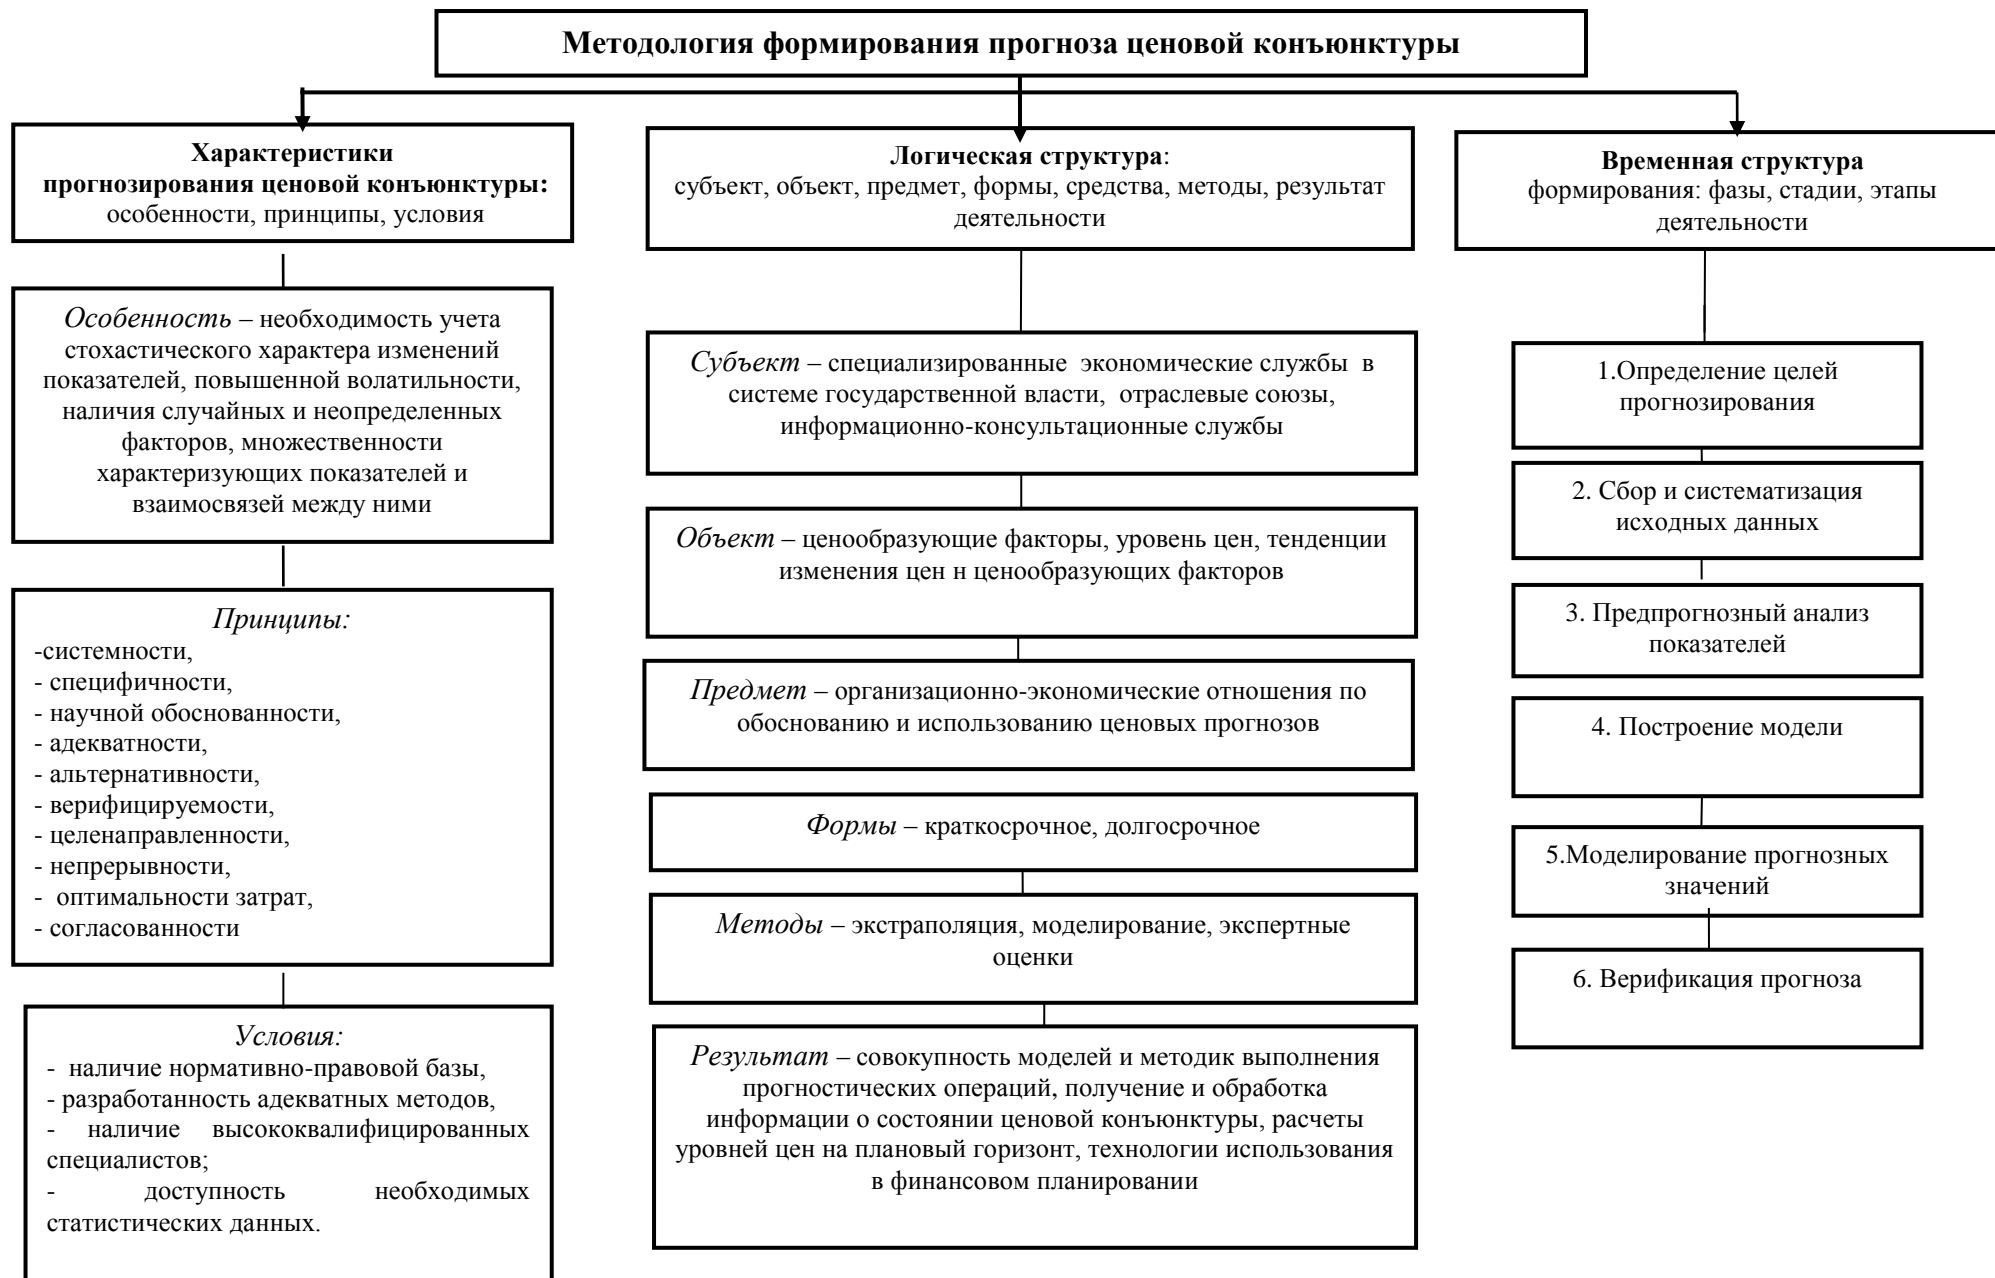 Методология формирования прогноза ценовой конъюнктуры
Характеристики
прогнозирования ценовой конъюнктуры:
особенности, принципы, условия
Особенность – необходимость учета
стохастического характера изменений
показателей, повышенной волатильности,
наличия случайных и неопределенных
факторов, множественности
характеризующих показателей и
взаимосвязей между ними
Принципы:
-системности,
- специфичности,
- научной обоснованности,
- адекватности,
- альтернативности,
- верифицируемости,
- целенаправленности,
- непрерывности,
- оптимальности затрат,
- согласованности
Условия:
- наличие нормативно-правовой базы,
- разработанность адекватных методов,
- наличие высококвалифицированных
специалистов;
- доступность необходимых
статистических данных.
Логическая структура:
субъект, объект, предмет, формы, средства, методы, результат
деятельности
Субъект – специализированные экономические службы в
системе государственной власти, отраслевые союзы,
информационно-консультационные службы
Объект – ценообразующие факторы, уровень цен, тенденции
изменения цен н ценообразующих факторов
Предмет – организационно-экономические отношения по
обоснованию и использованию ценовых прогнозов
Формы – краткосрочное, долгосрочное
Методы – экстраполяция, моделирование, экспертные
оценки
Результат – совокупность моделей и методик выполнения
прогностических операций, получение и обработка
информации о состоянии ценовой конъюнктуры, расчеты
уровней цен на плановый горизонт, технологии использования
в финансовом планировании
Временная структура
формирования: фазы, стадии, этапы
деятельности
1.Определение целей
прогнозирования
2. Сбор и систематизация
исходных данных
3. Предпрогнозный анализ
показателей
4. Построение модели
5.Моделирование прогнозных
значений
6. Верификация прогноза